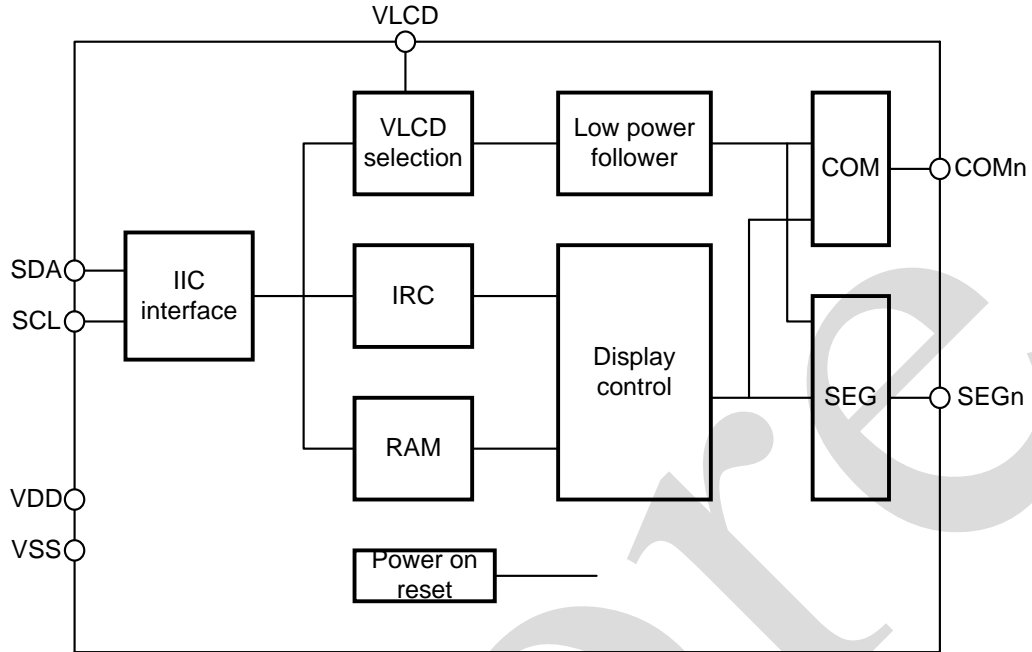 VLCD
VLCD
selection
Low power
follower
COM
COMn
SDA
SCL
IIC
interface
IRC
Display
control
SEG
SEGn
RAM
VDD
VSS
Power on
reset